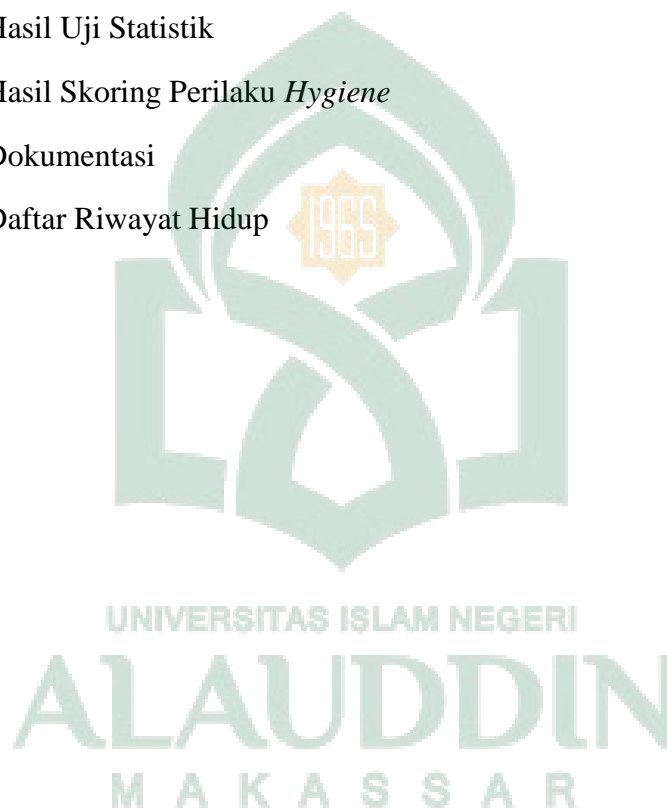 Hasil Uji Statistik
Hasil Skoring Perilaku Hygiene
Dokumentasi
Daftar Riwayat Hidup
1965
UNIVERSITAS ISLAM NEGERI
ALAUDDIN
MAKASSAR